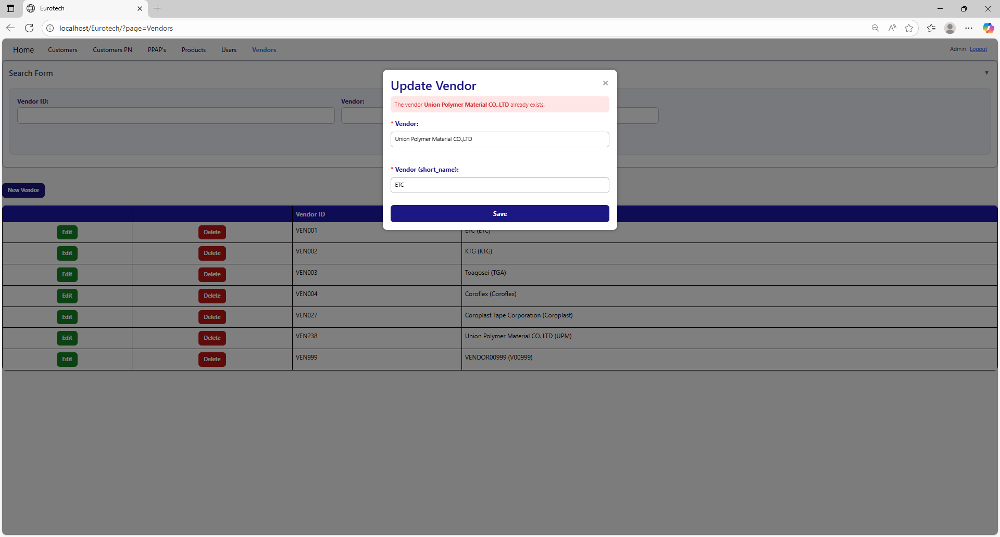 Eurotech
localhost/Eurotech/?page=Vendors
Home Customers Customers PN PPAP's Products Users Vendors Admin Logout
Search Form
Vendor ID: Vendor:
Update Vendor
The vendor Union Polymer Material CO.,LTD already exists.
* Vendor:
Union Polymer Material CO.,LTD
* Vendor (short_name):
ETC
Save
New Vendor
Vendor ID
Edit Delete VEN001 ETC (ETC)
Edit Delete VEN002 KTG (KTG)
Edit Delete VEN003 Toagosei (TGA)
Edit Delete VEN004 Coroflex (Coroflex)
Edit Delete VEN027 Coroplast Tape Corporation (Coroplast)
Edit Delete VEN238 Union Polymer Material CO.,LTD (UPM)
Edit Delete VEN999 VENDOR00999 (V00999)